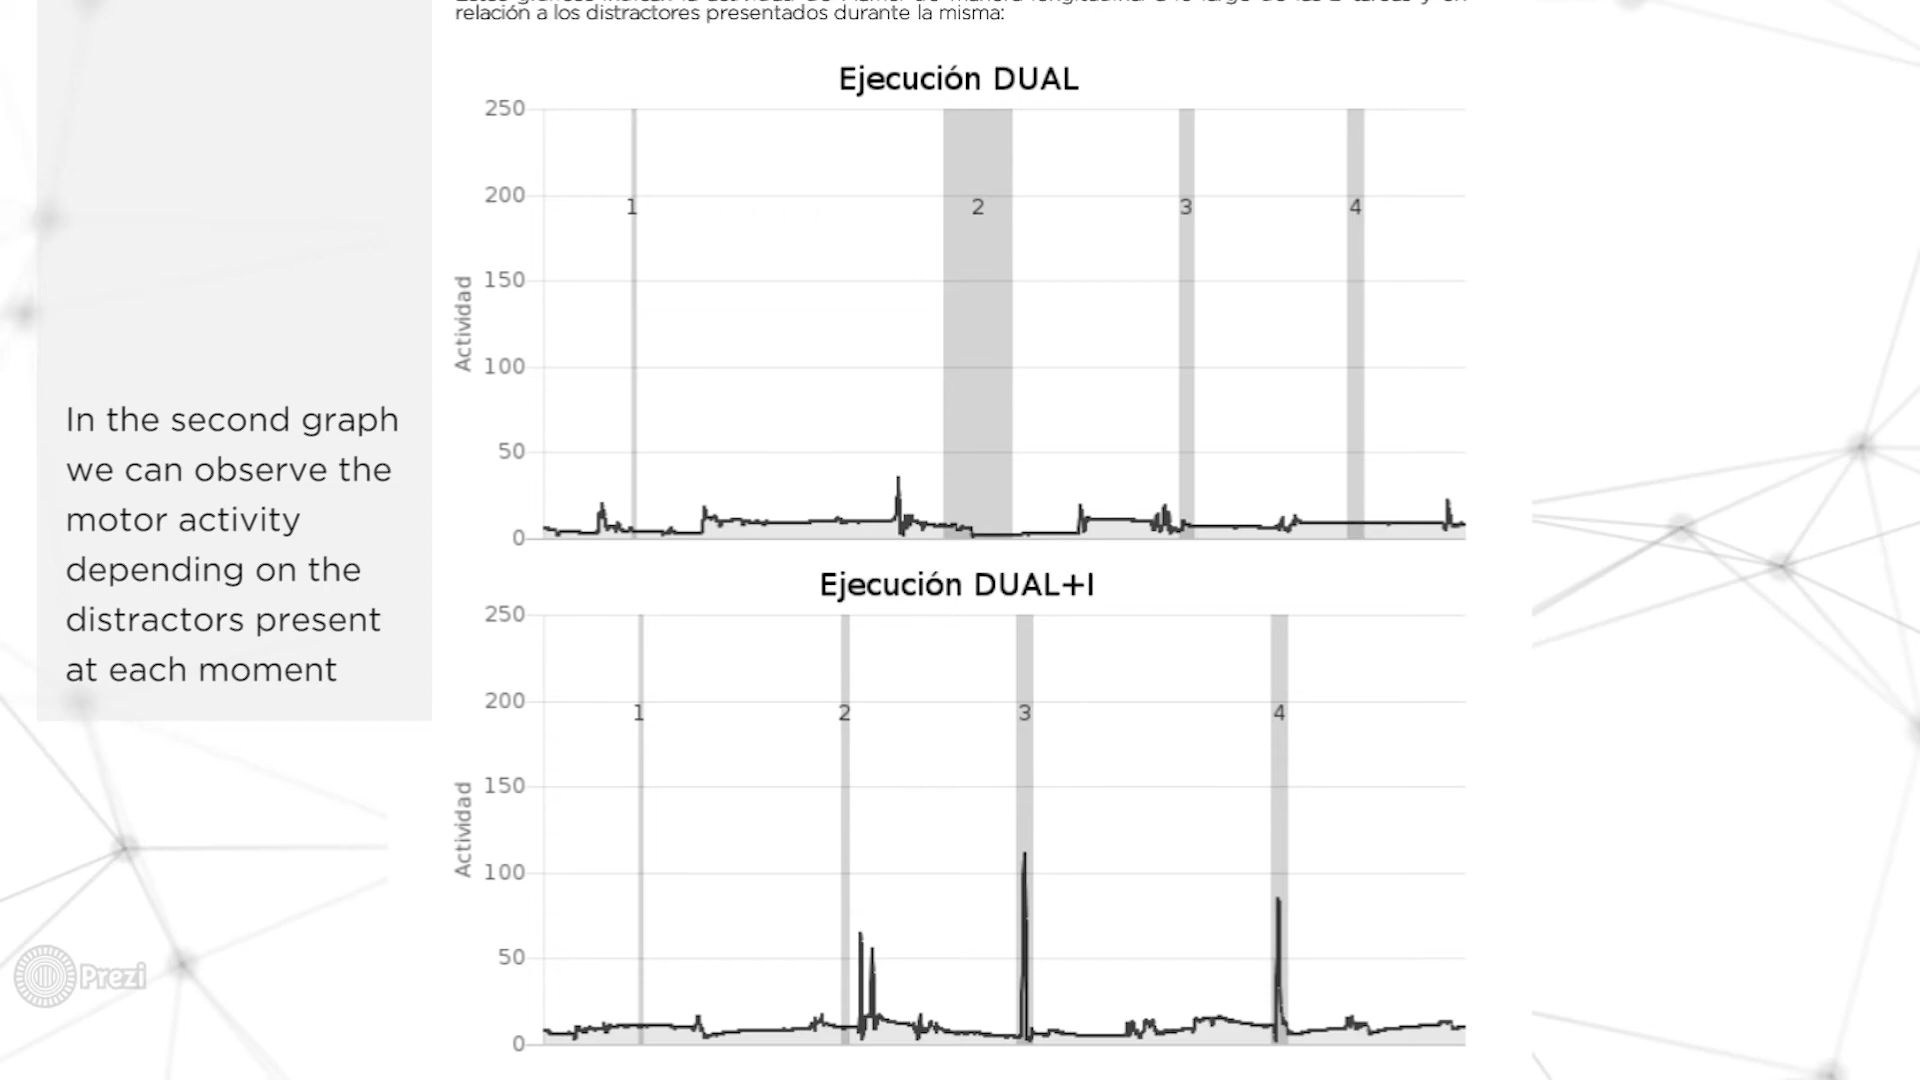 relación a los distractores presentados durante la misma:
Ejecución DUAL
250
200
150
100
50
0
Actividad
1
2
3
4
In the second graph
we can observe the
motor activity
depending on the
distractors present
at each moment
Ejecución DUAL+I
250
200
150
100
50
0
Actividad
1
2
3
4
Prezi